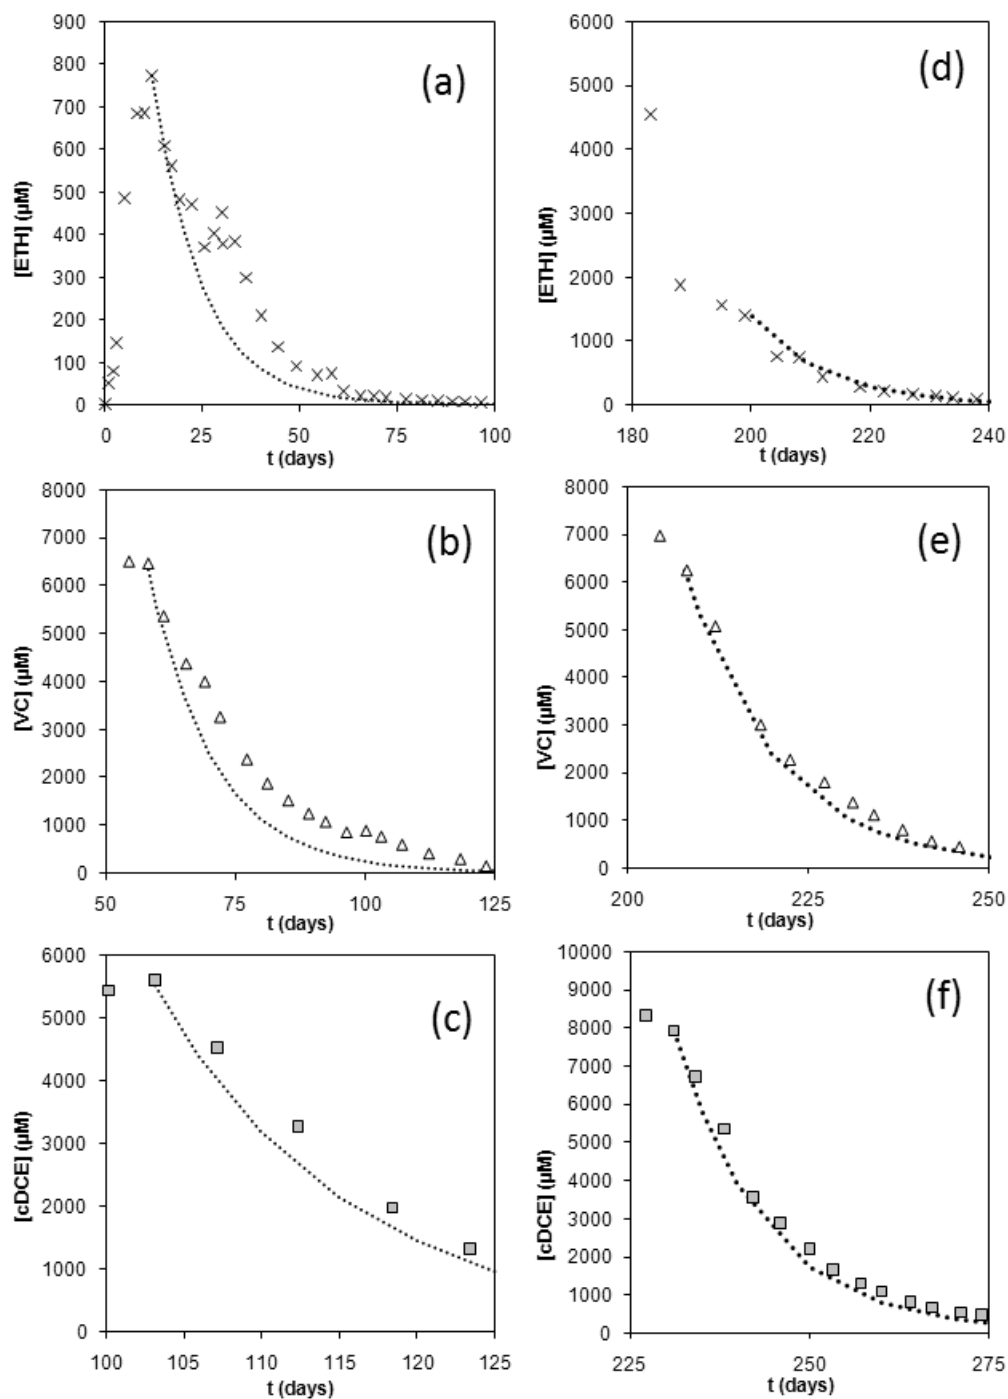 (a)
900
800
700
600
500
400
300
200
100
0
[ETH] (µM)
0 25 50 75 100
t (days)
(d)
6000
5000
4000
3000
2000
1000
0
[ETH] (µM)
180 200 220 240
t (days)
(b)
8000
7000
6000
5000
4000
3000
2000
1000
0
[VC] (µM)
50 75 100 125
t (days)
(e)
8000
7000
6000
5000
4000
3000
2000
1000
0
[VC] (µM)
200 225 250
t (days)
(c)
6000
5000
4000
3000
2000
1000
0
[cDCE] (µM)
100 105 110 115 120 125
t (days)
(f)
10000
9000
8000
7000
6000
5000
4000
3000
2000
1000
0
[cDCE] (µM)
225 250 275
t (days)